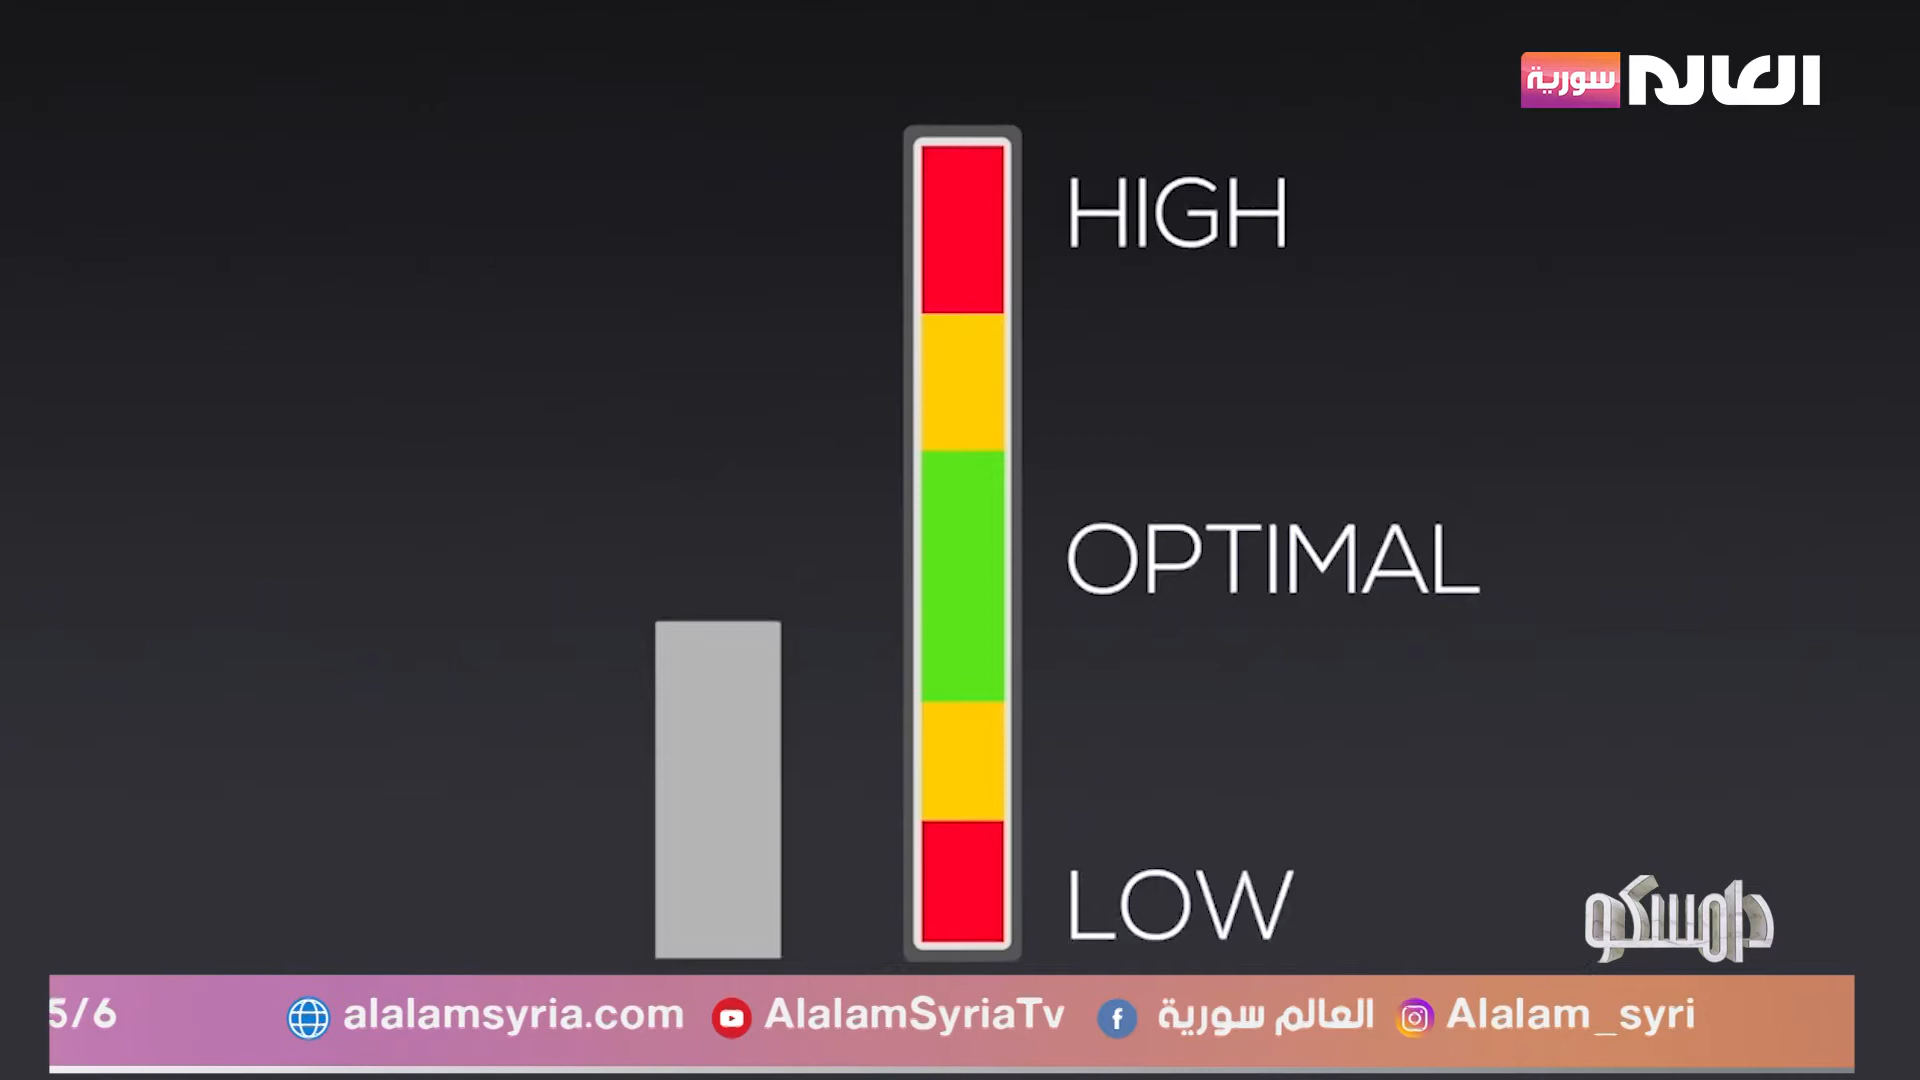 العالم سورية
HIGH
OPTIMAL
LOW
دامسكو
5/6 alalamsyria.com AlalamSyriaTv العالم سورية Alalam_syri